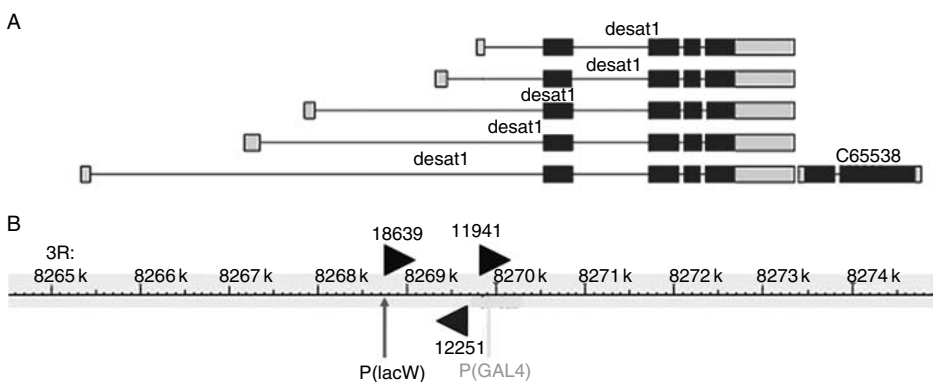 A
desat1
desat1
desat1
desat1
desat1
C65538
B
18639 11941
3R:
8265 k 8266 k 8267 k 8268 k 8269 k 8270 k 8271 k 8272 k 8273 k 8274 k
12251
P(lacW) P(GAL4)